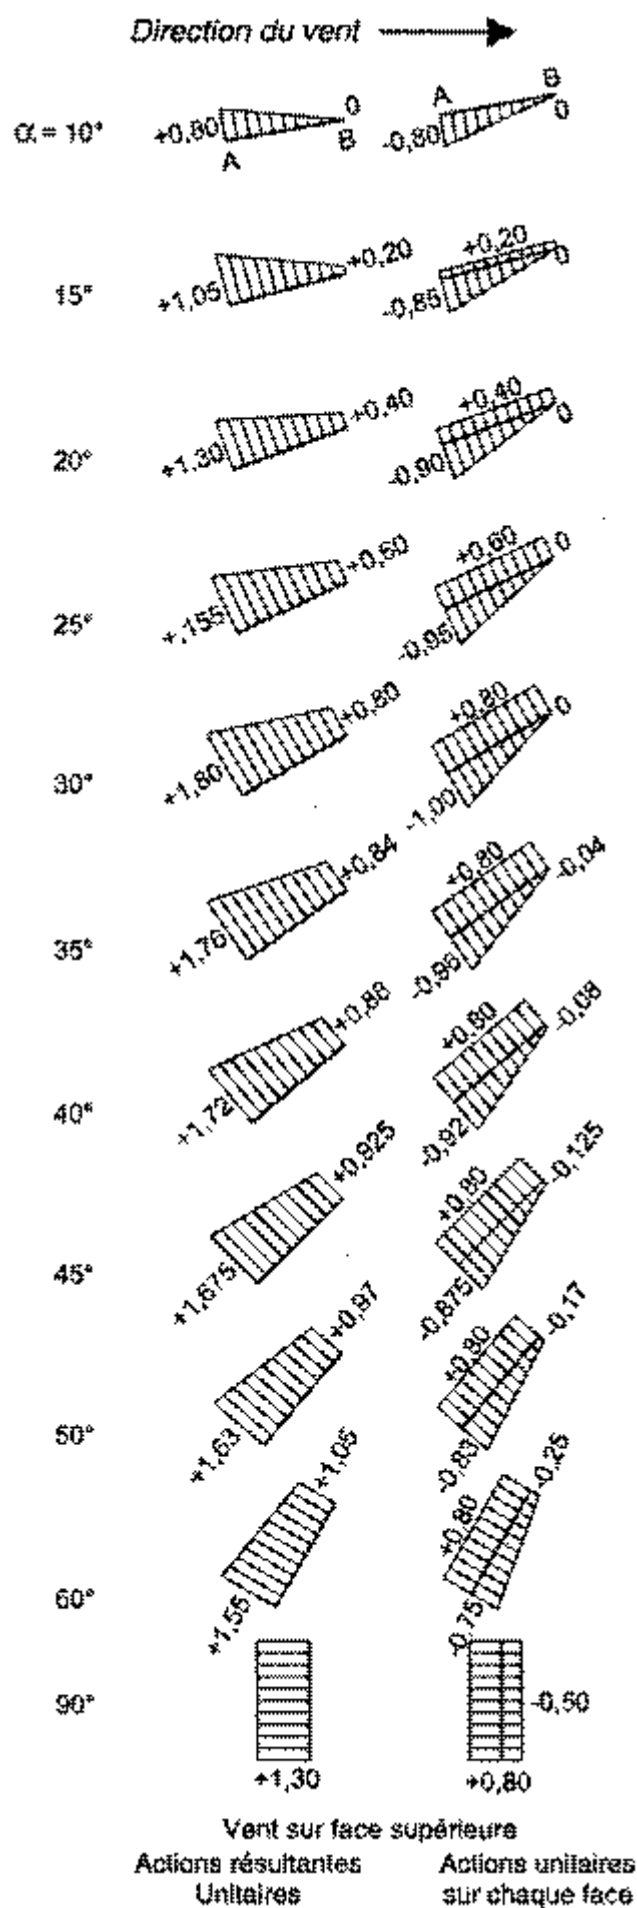 Direction du vent
α = 10° +0,80 A 0 B -0,80 A B 0
15° +1,05 +0,20 -0,85 +0,20 0
20° +1,30 +0,40 -0,90 +0,40 0
25° +,155 +0,60 -0,95 +0,60 0
30° +1,80 +0,80 -1,00 +0,80 0
35° +1,76 +0,84 -0,96 +0,80 -0,04
40° +1,72 +0,88 -0,92 +0,80 -0,08
45° +1,675 +0,925 -0,875 +0,80 -0,125
50° +1,63 +0,97 -0,83 +0,80 -0,17
60° +1,55 +1,05 -0,75 +0,80 -0,25
90° -0,50
+1,30 +0,80
Vent sur face supérieure
Actions résultantes Actions unitaires
Unitaires sur chaque face